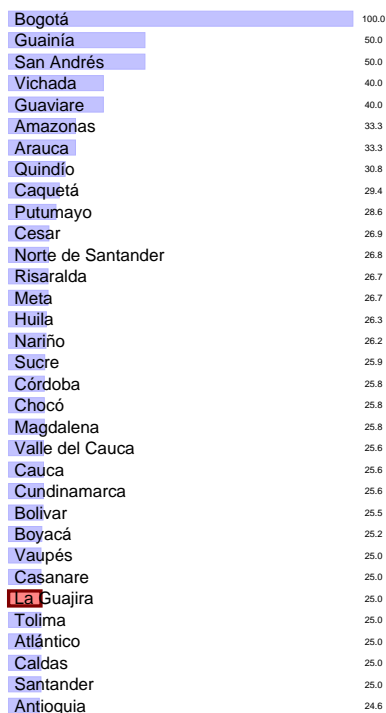 Bogotá 100.0
Guainía 50.0
San Andrés 50.0
Vichada 40.0
Guaviare 40.0
Amazonas 33.3
Arauca 33.3
Quindío 30.8
Caquetá 29.4
Putumayo 28.6
Cesar 26.9
Norte de Santander 26.8
Risaralda 26.7
Meta 26.7
Huila 26.3
Nariño 26.2
Sucre 25.9
Córdoba 25.8
Chocó 25.8
Magdalena 25.8
Valle del Cauca 25.6
Cauca 25.6
Cundinamarca 25.6
Bolivar 25.5
Boyacá 25.2
Vaupés 25.0
Casanare 25.0
La Guajira 25.0
Tolima 25.0
Atlántico 25.0
Caldas 25.0
Santander 25.0
Antioquia 24.6